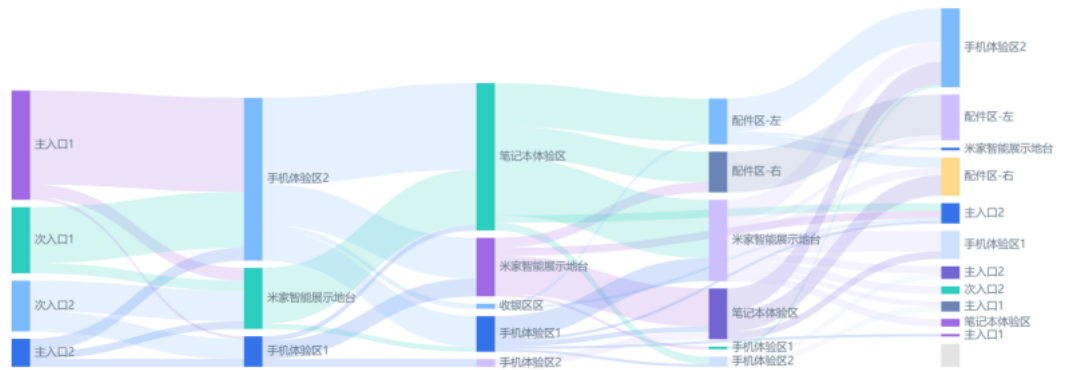 主入口1
次入口1
次入口2
主入口2
手机体验区2
米家智能展示地台
手机体验区1
笔记本体验区
米家智能展示地台
收银区区
手机体验区1
手机体验区2
配件区-左
配件区-右
米家智能展示地台
笔记本体验区
手机体验区1
手机体验区2
手机体验区2
配件区-左
米家智能展示地台
配件区-右
主入口2
手机体验区1
主入口2
次入口2
主入口1
笔记本体验区
主入口1